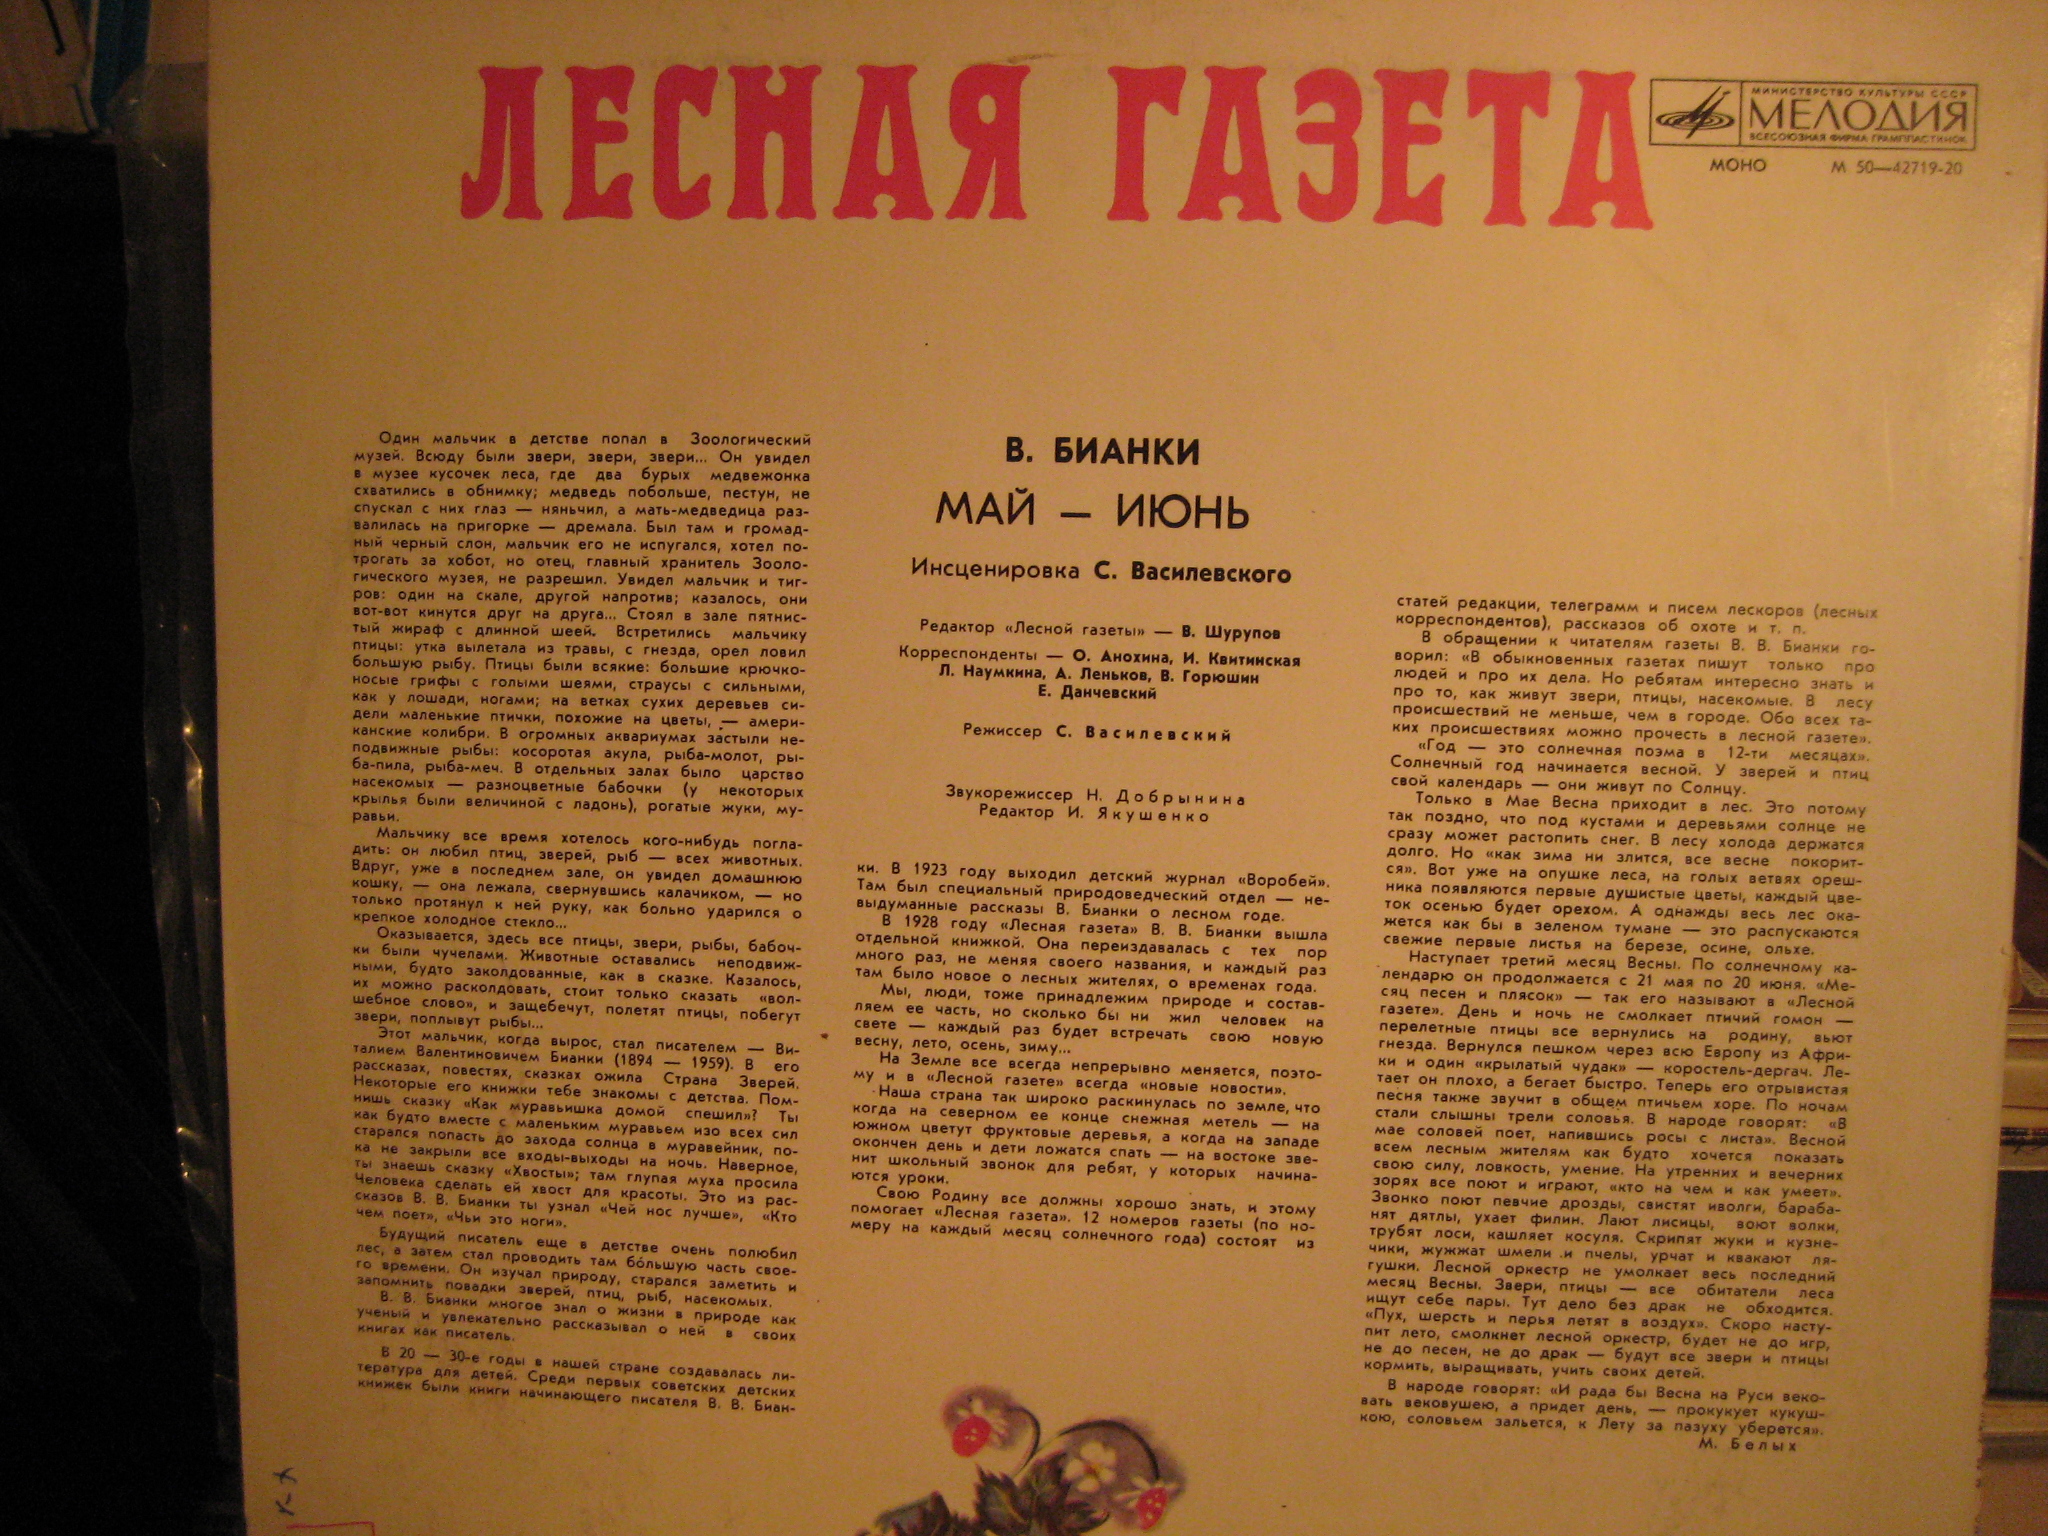 ЛЕСНАЯ ГАЗЕТА
МИНИСТЕРСТВО КУЛЬТУРЫ СССР
МЕЛОДИЯ
ВСЕСОЮЗНАЯ ФИРМА ГРАМПЛАСТИНОК
МОНО М 50—42719-20
Один мальчик в детстве попал в Зоологический
музей. Всюду были звери, звери, звери... Он увидел
в музее кусочек леса, где два бурых медвежонка
схватились в обнимку; медведь побольше, пестун, не
спускал с них глаз — няньчил, а мать-медведица раз-
валилась на пригорке — дремала. Был там и громад-
ный черный слон, мальчик его не испугался, хотел по-
трогать за хобот, но отец, главный хранитель Зооло-
гического музея, не разрешил. Увидел мальчик и тиг-
ров: один на скале, другой напротив; казалось, они
вот-вот кинутся друг на друга... Стоял в зале пятнис-
тый жираф с длинной шеей. Встретились мальчику
птицы: утка вылетала из травы, с гнезда, орел ловил
большую рыбу. Птицы были всякие: большие крючко-
носые грифы с голыми шеями, страусы с сильными,
как у лошади, ногами; на ветках сухих деревьев си-
дели маленькие птички, похожие на цветы, — амери-
канские колибри. В огромных аквариумах застыли не-
подвижные рыбы: косоротая акула, рыба-молот, ры-
ба-пила, рыба-меч. В отдельных залах было царство
насекомых — разноцветные бабочки (у некоторых
крылья были величиной с ладонь), рогатые жуки, му-
равьи.
Мальчику все время хотелось кого-нибудь погла-
дить: он любил птиц, зверей, рыб — всех животных.
Вдруг, уже в последнем зале, он увидел домашнюю
кошку, — она лежала, свернувшись калачиком, — но
только протянул к ней руку, как больно ударился о
крепкое холодное стекло...
Оказывается, здесь все птицы, звери, рыбы, бабоч-
ки были чучелами. Животные оставались неподвиж-
ными, будто заколдованные, как в сказке. Казалось,
их можно расколдовать, стоит только сказать «вол-
шебное слово», и защебечут, полетят птицы, побегут
звери, поплывут рыбы...
Этот мальчик, когда вырос, стал писателем — Ви-
талием Валентиновичем Бианки (1894 — 1959). В его
рассказах, повестях, сказках ожила Страна Зверей.
Некоторые его книжки тебе знакомы с детства. Пом-
нишь сказку «Как муравьишка домой спешил»? Ты
как будто вместе с маленьким муравьем изо всех сил
старался попасть до захода солнца в муравейник, по-
ка не закрыли все входы-выходы на ночь. Наверное,
ты знаешь сказку «Хвосты»; там глупая муха просила
Человека сделать ей хвост для красоты. Это из рас-
сказов В. В. Бианки ты узнал «Чей нос лучше», «Кто
чем поет», «Чьи это ноги».
Будущий писатель еще в детстве очень полюбил
лес, а затем стал проводить там бо́льшую часть свое-
го времени. Он изучал природу, старался заметить и
запомнить повадки зверей, птиц, рыб, насекомых.
В. В. Бианки многое знал о жизни в природе как
ученый и увлекательно рассказывал о ней в своих
книгах как писатель.
В 20 — 30-е годы в нашей стране создавалась ли-
тература для детей. Среди первых советских детских
книжек были книги начинающего писателя В. В. Биан-
В. БИАНКИ
МАЙ — ИЮНЬ
Инсценировка С. Василевского
Редактор «Лесной газеты» — В. Шурупов
Корреспонденты — О. Анохина, И. Квитинская
Л. Наумкина, А. Леньков, В. Горюшин
Е. Данчевский
Режиссер С. Василевский
Звукорежиссер Н. Добрынина
Редактор И. Якушенко
ки. В 1923 году выходил детский журнал «Воробей».
Там был специальный природоведческий отдел — не-
выдуманные рассказы В. Бианки о лесном годе.
В 1928 году «Лесная газета» В. В. Бианки вышла
отдельной книжкой. Она переиздавалась с тех пор
много раз, не меняя своего названия, и каждый раз
там было новое о лесных жителях, о временах года.
Мы, люди, тоже принадлежим природе и состав-
ляем ее часть, но сколько бы ни жил человек на
свете — каждый раз будет встречать свою новую
весну, лето, осень, зиму...
На Земле все всегда непрерывно меняется, поэто-
му и в «Лесной газете» всегда «новые новости».
Наша страна так широко раскинулась по земле, что
когда на северном ее конце снежная метель — на
южном цветут фруктовые деревья, а когда на западе
окончен день и дети ложатся спать — на востоке зве-
нит школьный звонок для ребят, у которых начина-
ются уроки.
Свою Родину все должны хорошо знать, и этому
помогает «Лесная газета». 12 номеров газеты (по но-
меру на каждый месяц солнечного года) состоят из
статей редакции, телеграмм и писем лескоров (лесных
корреспондентов), рассказов об охоте и т. п.
В обращении к читателям газеты В. В. Бианки го-
ворил: «В обыкновенных газетах пишут только про
людей и про их дела. Но ребятам интересно знать и
про то, как живут звери, птицы, насекомые. В лесу
происшествий не меньше, чем в городе. Обо всех та-
ких происшествиях можно прочесть в лесной газете».
«Год — это солнечная поэма в 12-ти месяцах».
Солнечный год начинается весной. У зверей и птиц
свой календарь — они живут по Солнцу.
Только в Мае Весна приходит в лес. Это потому
так поздно, что под кустами и деревьями солнце не
сразу может растопить снег. В лесу холода держатся
долго. Но «как зима ни злится, все весне покорит-
ся». Вот уже на опушке леса, на голых ветвях ореш-
ника появляются первые душистые цветы, каждый цве-
ток осенью будет орехом. А однажды весь лес ока-
жется как бы в зеленом тумане — это распускаются
свежие первые листья на березе, осине, ольхе.
Наступает третий месяц Весны. По солнечному ка-
лендарю он продолжается с 21 мая по 20 июня. «Ме-
сяц песен и плясок» — так его называют в «Лесной
газете». День и ночь не смолкает птичий гомон —
перелетные птицы все вернулись на родину, вьют
гнезда. Вернулся пешком через всю Европу из Афри-
ки и один «крылатый чудак» — коростель-дергач. Ле-
тает он плохо, а бегает быстро. Теперь его отрывистая
песня также звучит в общем птичьем хоре. По ночам
стали слышны трели соловья. В народе говорят: «В
мае соловей поет, напившись росы с листа». Весной
всем лесным жителям как будто хочется показать
свою силу, ловкость, умение. На утренних и вечерних
зорях все поют и играют, «кто на чем и как умеет».
Звонко поют певчие дрозды, свистят иволги, бараба-
нят дятлы, ухает филин. Лают лисицы, воют волки,
трубят лоси, кашляет косуля. Скрипят жуки и кузне-
чики, жужжат шмели и пчелы, урчат и квакают ля-
гушки. Лесной оркестр не умолкает весь последний
месяц Весны. Звери, птицы — все обитатели леса
ищут себе пары. Тут дело без драк не обходится.
«Пух, шерсть и перья летят в воздух». Скоро насту-
пит лето, смолкнет лесной оркестр, будет не до игр,
не до песен, не до драк — будут все звери и птицы
кормить, выращивать, учить своих детей.
В народе говорят: «И рада бы Весна на Руси веко-
вать вековушею, а придет день, — прокукует кукуш-
кою, соловьем зальется, к Лету за пазуху уберется».
М. Белых